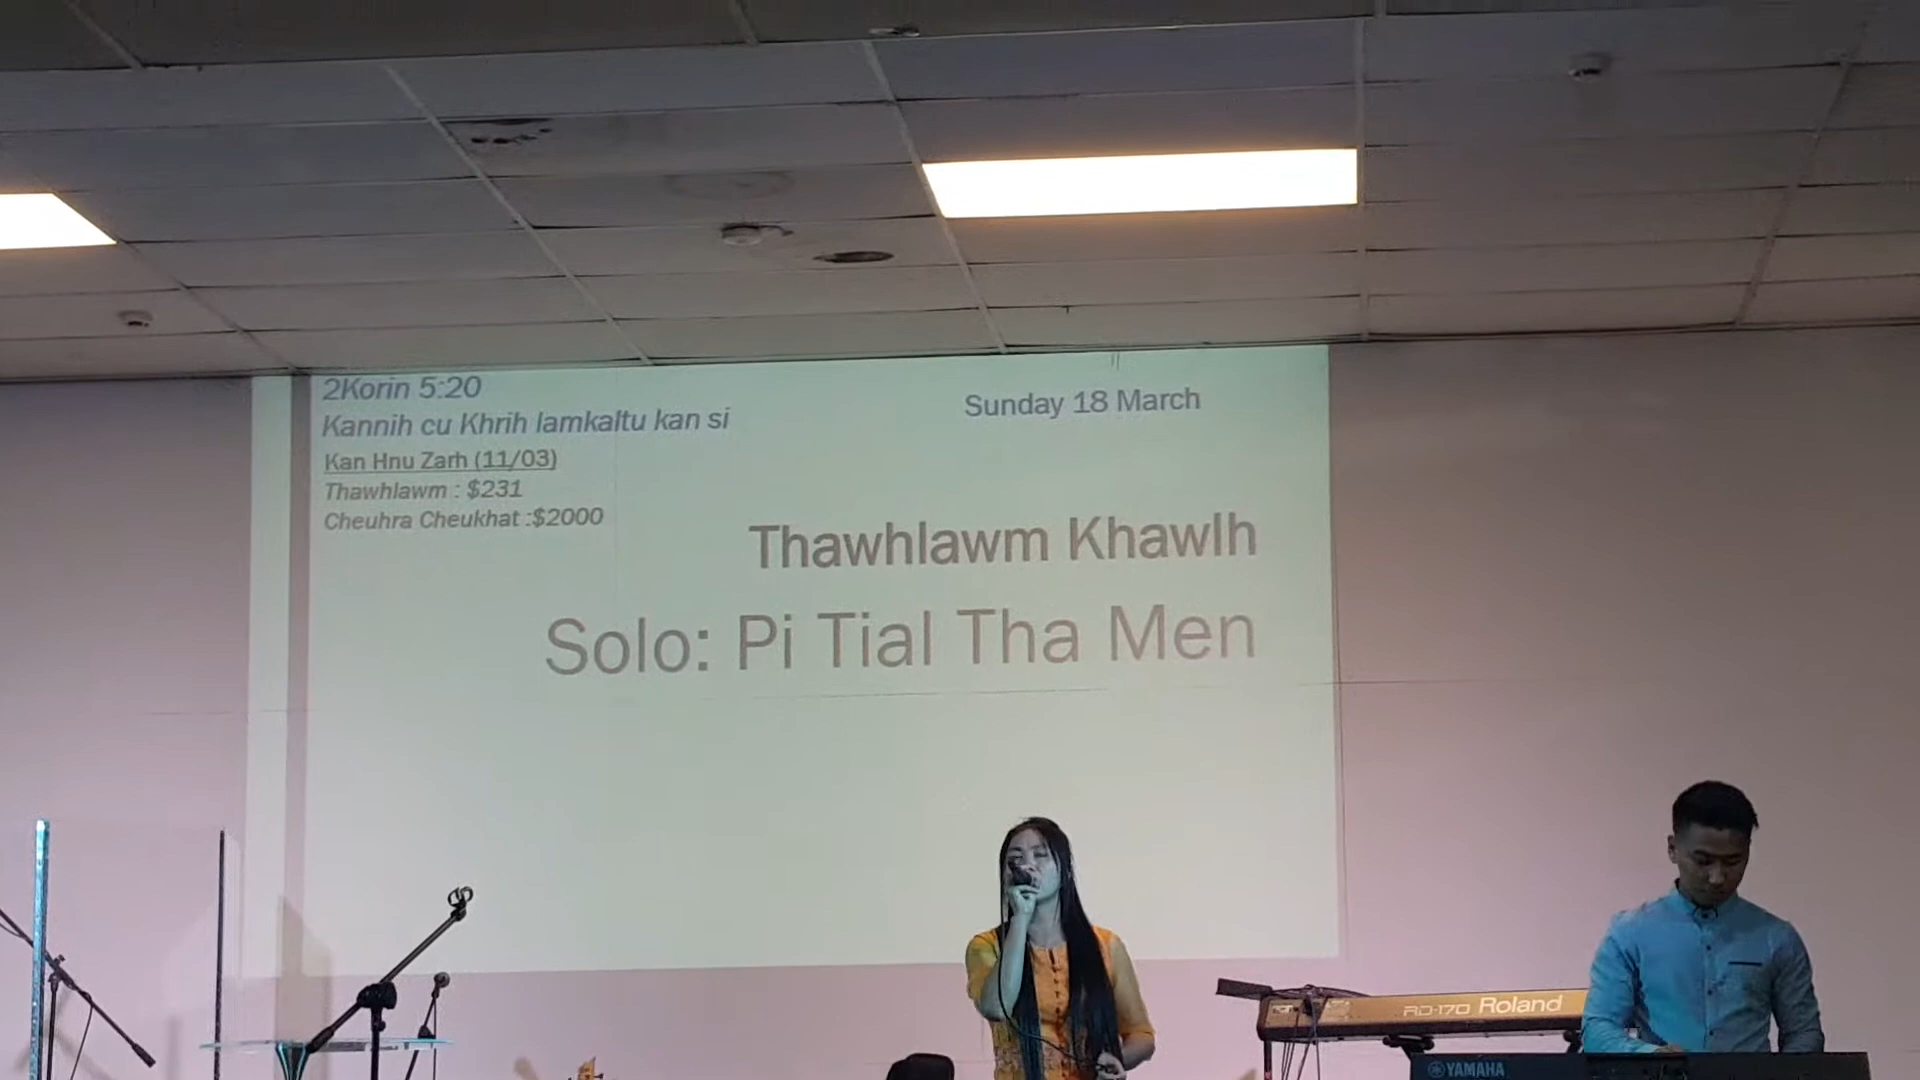 2Korin 5:20
Kannih cu Khrih lamkaltu kan si
Kan Hnu Zarh (11/03)
Thawhlawm : $231
Cheuhra Cheukhat :$2000
Sunday 18 March
Thawhlawm Khawlh
Solo: Pi Tial Tha Men
RD-170 Roland
YAMAHA